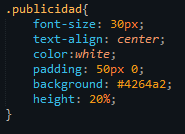 .publicidad{
    font-size: 30px;
    text-align: center;
    color:white;
    padding: 50px 0;
    background: #4264a2;
    height: 20%;
}